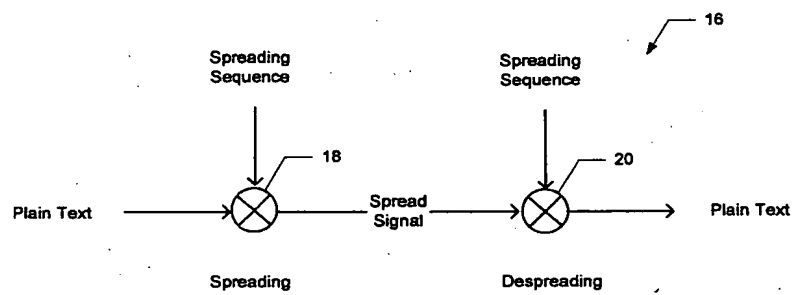 16
Spreading
Sequence
Spreading
Sequence
18
20
Plain Text
Spread
Signal
Plain Text
Spreading
Despreading